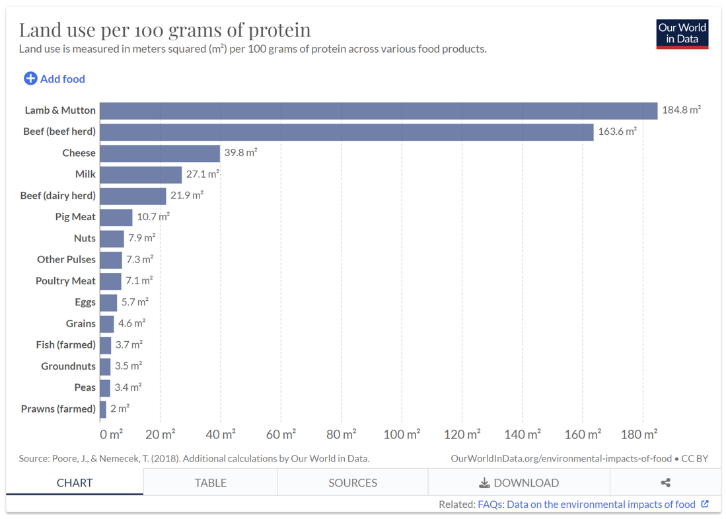 Land use per 100 grams of protein
Land use is measured in meters squared (m²) per 100 grams of protein across various food products.
Our World
in Data
Add food
Lamb & Mutton 184.8 m²
Beef (beef herd) 163.6 m²
Cheese 39.8 m²
Milk 27.1 m²
Beef (dairy herd) 21.9 m²
Pig Meat 10.7 m²
Nuts 7.9 m²
Other Pulses 7.3 m²
Poultry Meat 7.1 m²
Eggs 5.7 m²
Grains 4.6 m²
Fish (farmed) 3.7 m²
Groundnuts 3.5 m²
Peas 3.4 m²
Prawns (farmed) 2 m²
0 m² 20 m² 40 m² 60 m² 80 m² 100 m² 120 m² 140 m² 160 m² 180 m²
Source: Poore, J., & Nemecek, T. (2018). Additional calculations by Our World in Data. OurWorldInData.org/environmental-impacts-of-food • CC BY
CHART TABLE SOURCES DOWNLOAD
Related: FAQs: Data on the environmental impacts of food